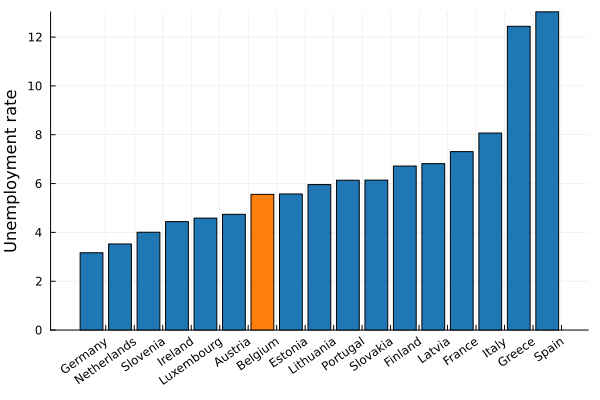 Unemployment rate
12
10
8
6
4
2
0
Germany
Netherlands
Slovenia
Ireland
Luxembourg
Austria
Belgium
Estonia
Lithuania
Portugal
Slovakia
Finland
Latvia
France
Italy
Greece
Spain